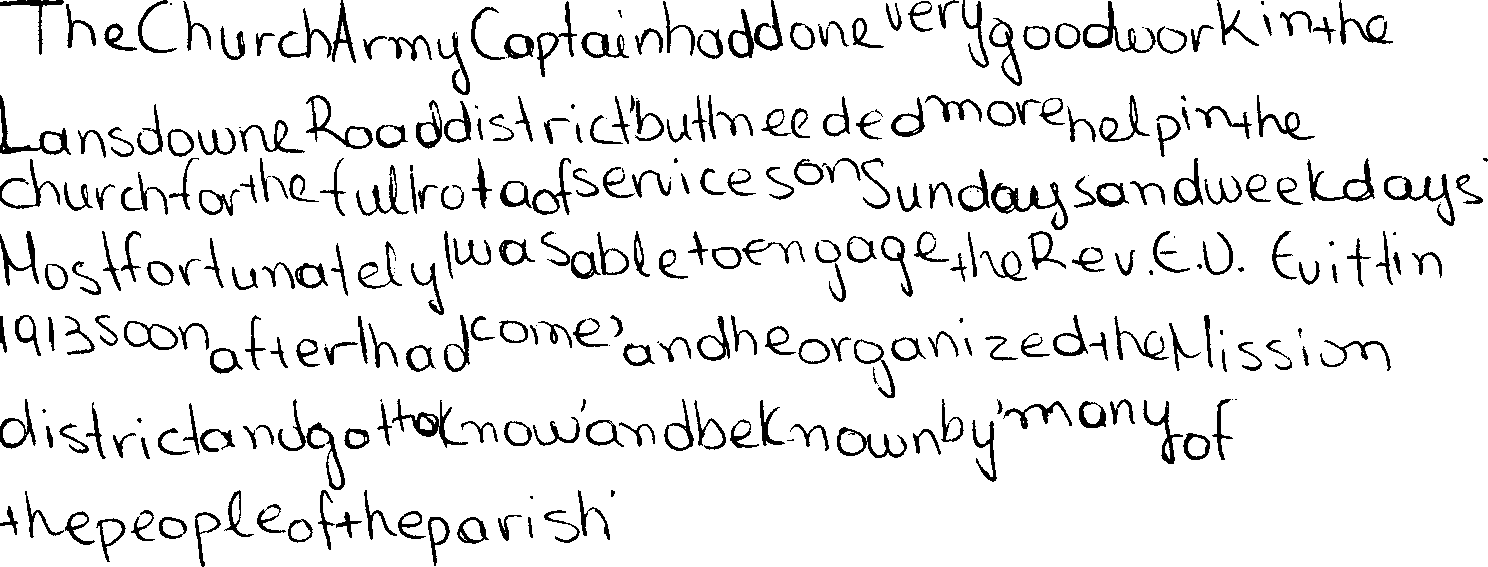 The Church Army Captain had done very good work in the
Lansdowne Road district' but I needed more help in the
church for the full rota of services on Sundays and weekdays'
Most fortunately I was able to engage the Rev. E.V. Evitt in
1913 soon after I had come' and he organized the Mission
district and got to know' and be known by' many of
the people of the parish'